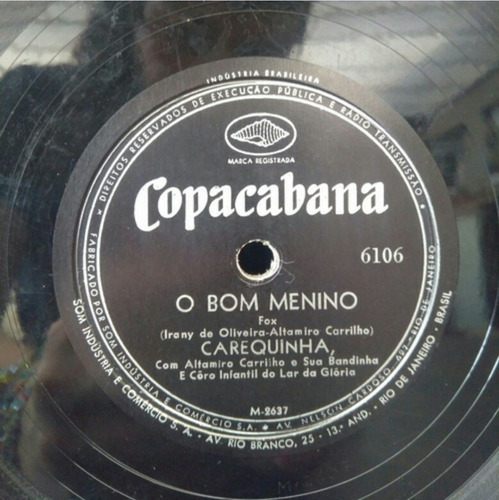 INDÚSTRIA BRASILEIRA
DIREITOS RESERVADOS DE EXECUÇÃO PÚBLICA E RADIO TRANSMISSÃO
MARCA REGISTRADA
Copacabana
6106
O BOM MENINO
Fox
(Irany de Oliveira-Altamiro Carrilho)
CAREQUINHA,
Com Altamiro Carrilho e Sua Bandinha
E Côro Infantil do Lar da Glória
M-2637
FABRICADO POR SOM INDÚSTRIA E COMÉRCIO S.A. • AV. NELSON CARDOSO 697 - RIO DE JANEIRO
SOM INDÚSTRIA E COMÉRCIO S. A. - AV. RIO BRANCO, 25 - 13.º AND. - RIO DE JANEIRO - BRASIL